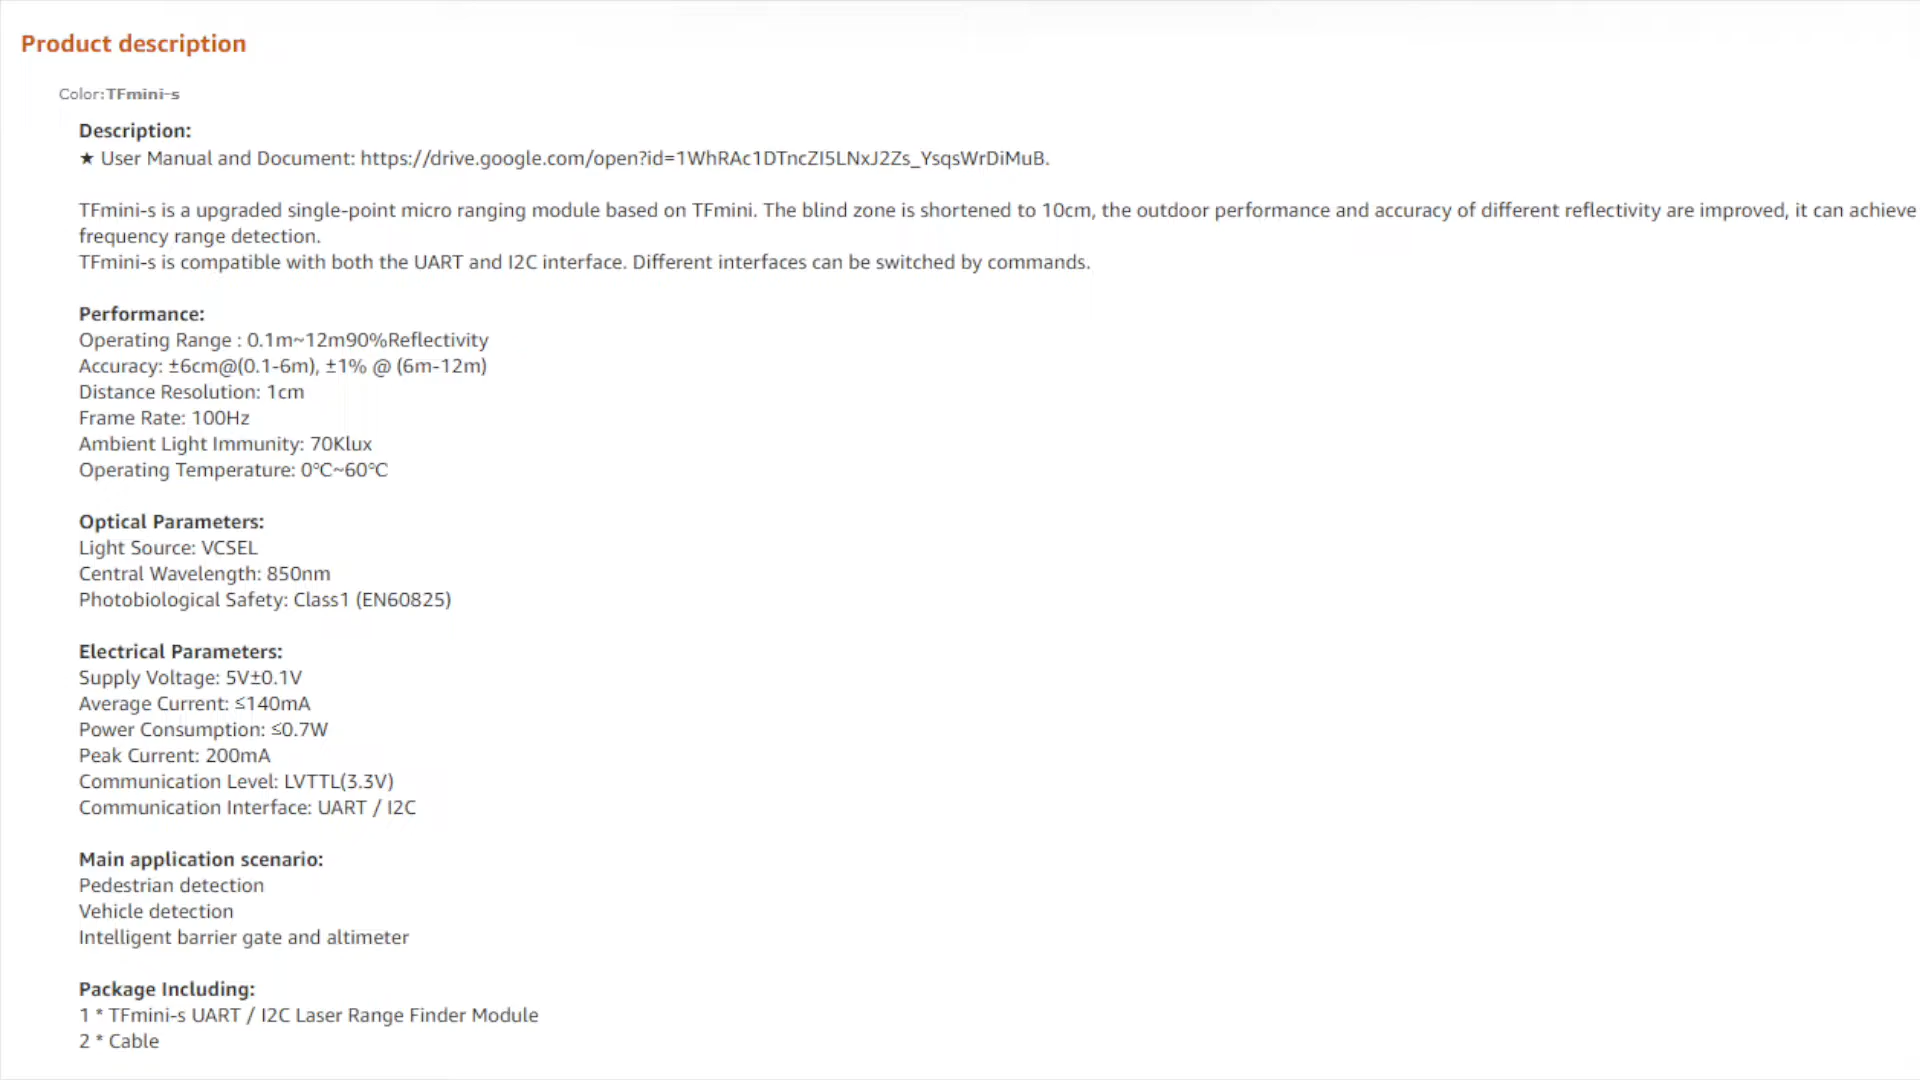 Product description
Color:TFmini-s
Description:
★ User Manual and Document: https://drive.google.com/open?id=1WhRAc1DTncZI5LNxJ2Zs_YsqsWrDiMuB.
TFmini-s is a upgraded single-point micro ranging module based on TFmini. The blind zone is shortened to 10cm, the outdoor performance and accuracy of different reflectivity are improved, it can achieve
frequency range detection.
TFmini-s is compatible with both the UART and I2C interface. Different interfaces can be switched by commands.
Performance:
Operating Range : 0.1m~12m90%Reflectivity
Accuracy: ±6cm@(0.1-6m), ±1% @ (6m-12m)
Distance Resolution: 1cm
Frame Rate: 100Hz
Ambient Light Immunity: 70Klux
Operating Temperature: 0℃~60℃
Optical Parameters:
Light Source: VCSEL
Central Wavelength: 850nm
Photobiological Safety: Class1 (EN60825)
Electrical Parameters:
Supply Voltage: 5V±0.1V
Average Current: ≤140mA
Power Consumption: ≤0.7W
Peak Current: 200mA
Communication Level: LVTTL(3.3V)
Communication Interface: UART / I2C
Main application scenario:
Pedestrian detection
Vehicle detection
Intelligent barrier gate and altimeter
Package Including:
1 * TFmini-s UART / I2C Laser Range Finder Module
2 * Cable